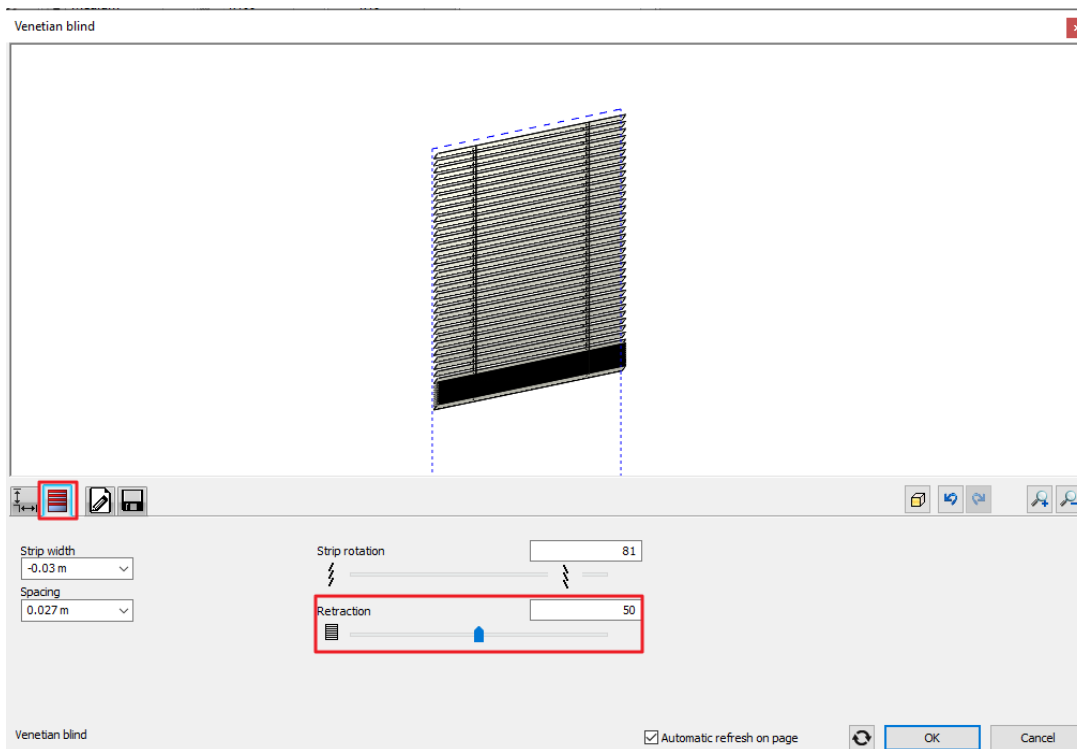 Venetian blind
Strip width
-0.03 m
Spacing
0.027 m
Strip rotation
81
Retraction
50
Venetian blind
Automatic refresh on page
OK
Cancel